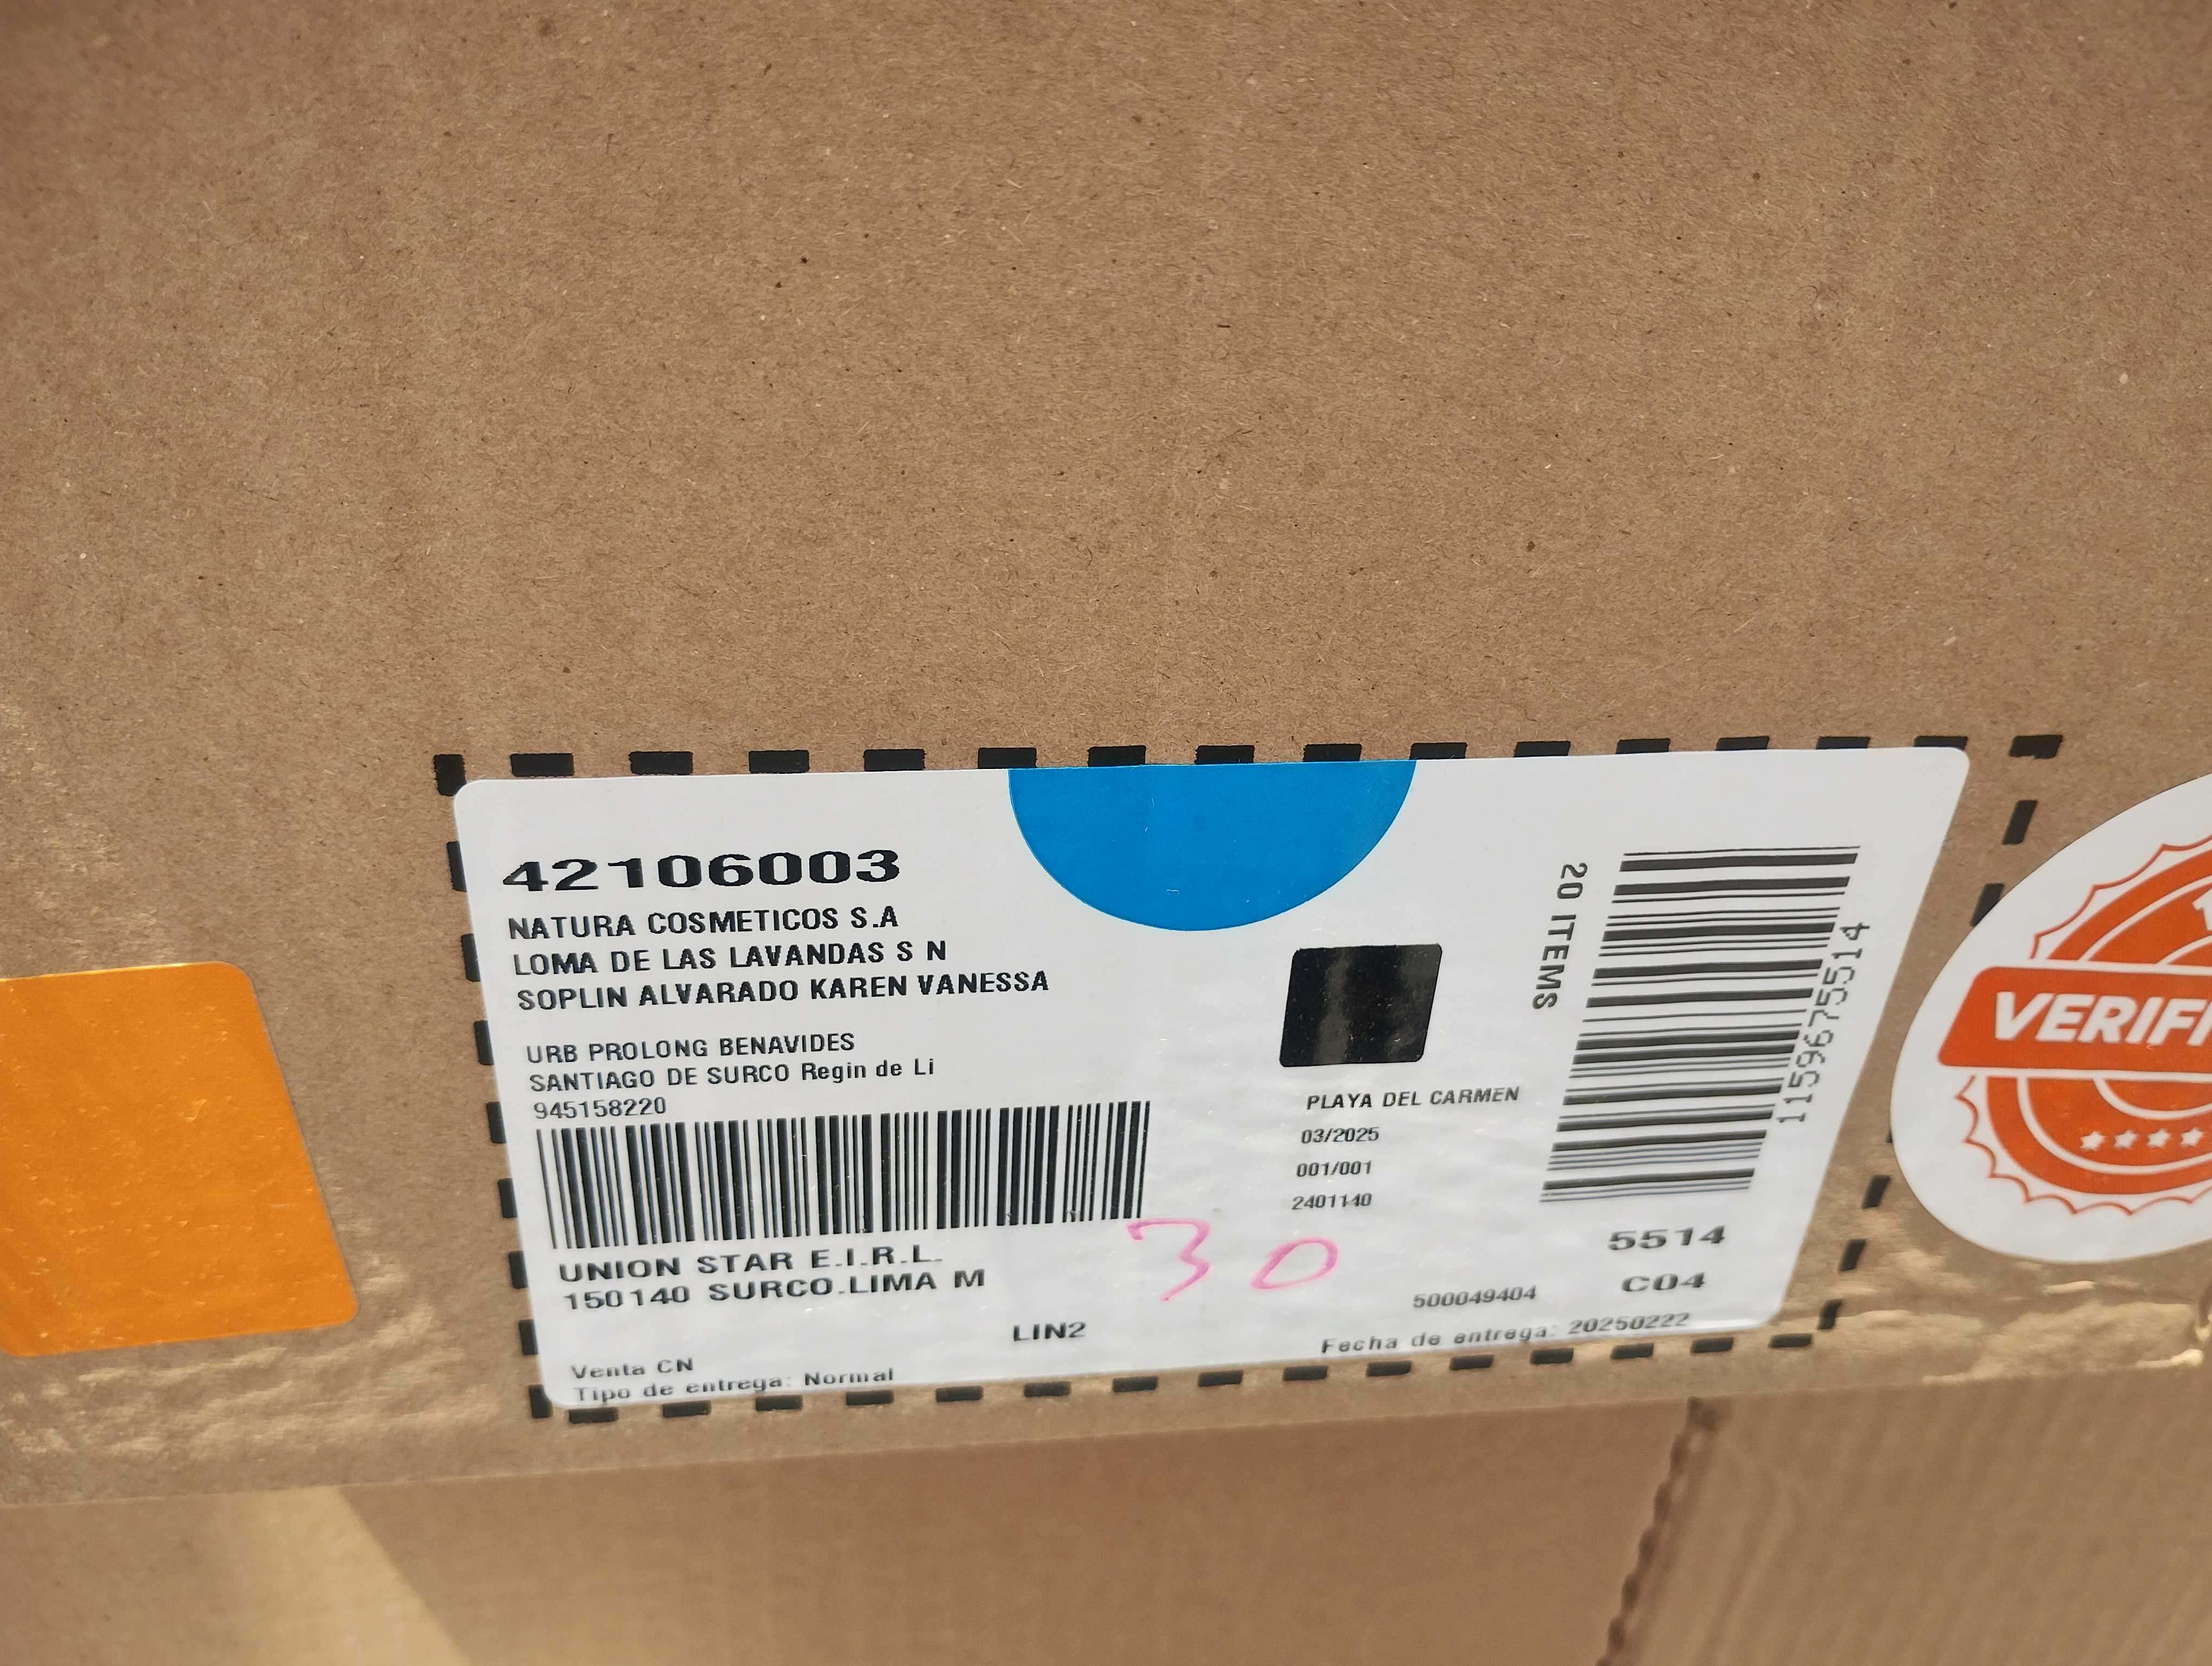 42106003
NATURA COSMETICOS S.A
LOMA DE LAS LAVANDAS S N
SOPLIN ALVARADO KAREN VANESSA
URB PROLONG BENAVIDES
SANTIAGO DE SURCO Regin de Li
945158220
UNION STAR E.I.R.L.
150140 SURCO.LIMA M
30
LIN2
Venta CN
Tipo de entrega: Normal
PLAYA DEL CARMEN
03/2025
001/001
2401140
20 ITEMS
1159675514
5514
C04
500049404
Fecha de entrega: 20250222